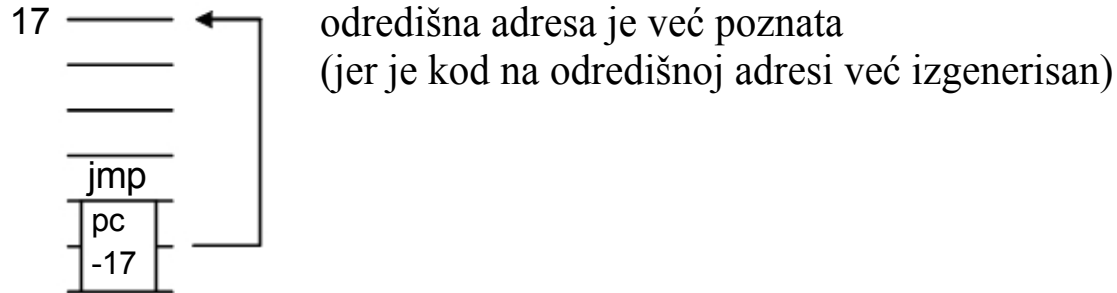 17 odredišna adresa je već poznata
(jer je kod na odredišnoj adresi već izgenerisan)
jmp
pc
-17